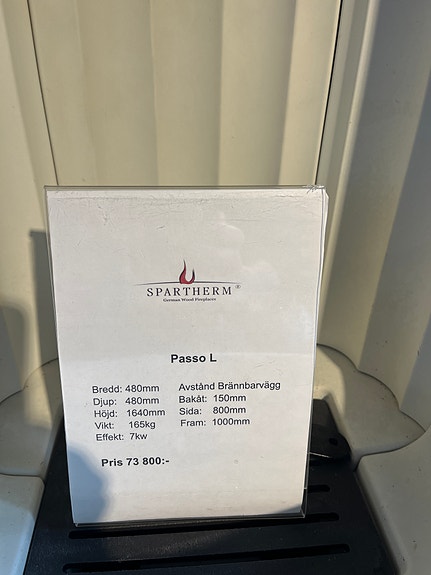 SPARTHERM®
German Wood Fireplaces
Passo L
Bredd: 480mm Avstånd Brännbarvägg
Djup: 480mm Bakåt: 150mm
Höjd: 1640mm Sida: 800mm
Vikt: 165kg Fram: 1000mm
Effekt: 7kw
Pris 73 800:-